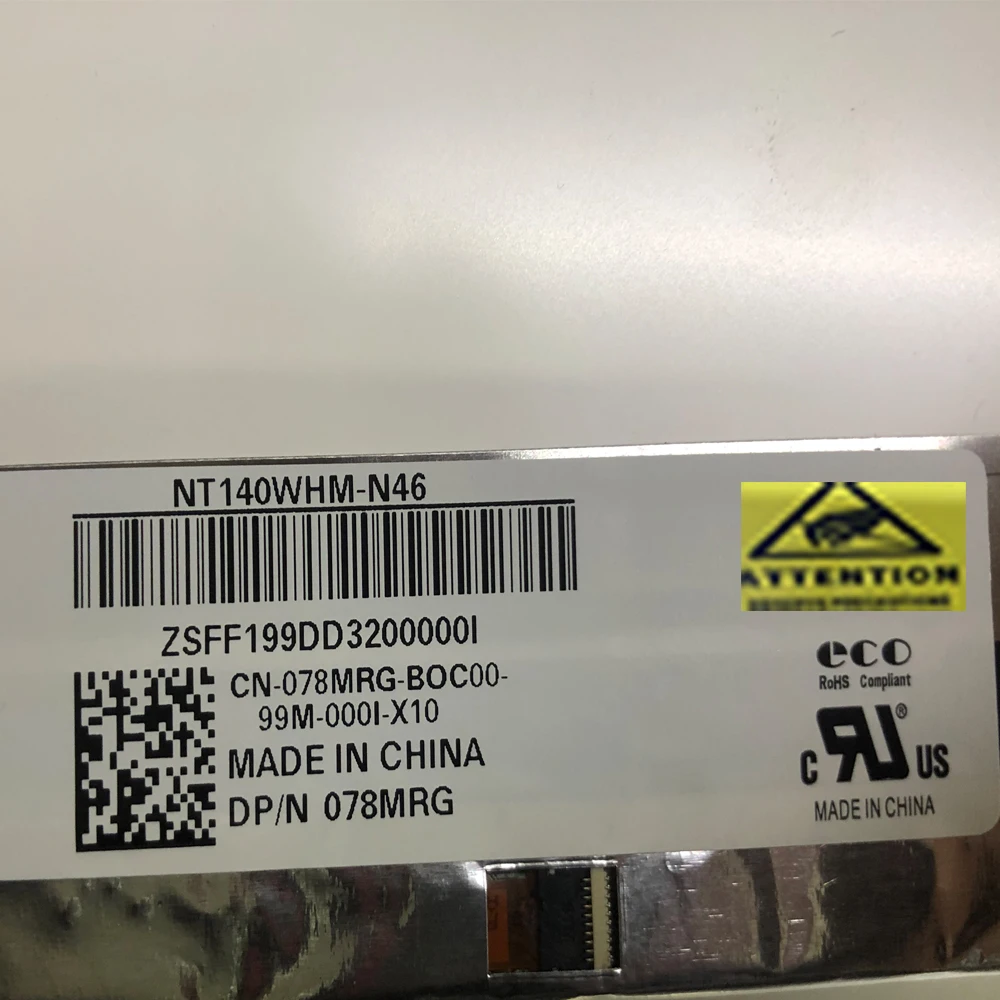 NT140WHM-N46
ZSFF199DD3200000I
CN-078MRG-BOC00-
99M-000I-X10
MADE IN CHINA
DP/N 078MRG
ATTENTION
eco
RoHS Compliant
c RU® US
MADE IN CHINA